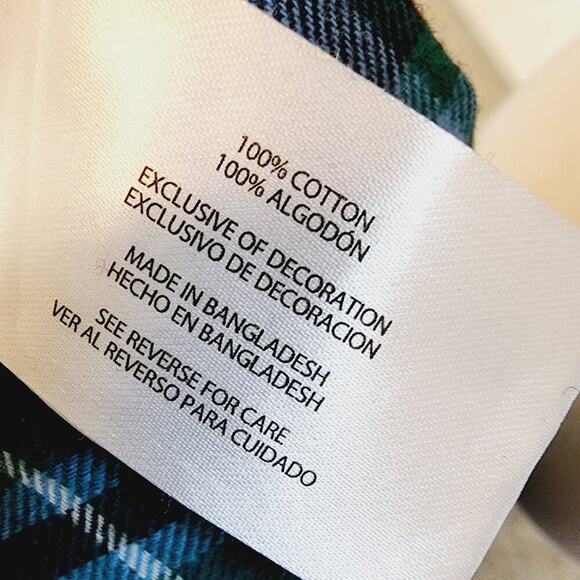 100% COTTON
100% ALGODÓN
EXCLUSIVE OF DECORATION
EXCLUSIVO DE DECORACION
MADE IN BANGLADESH
HECHO EN BANGLADESH
SEE REVERSE FOR CARE
VER AL REVERSO PARA CUIDADO